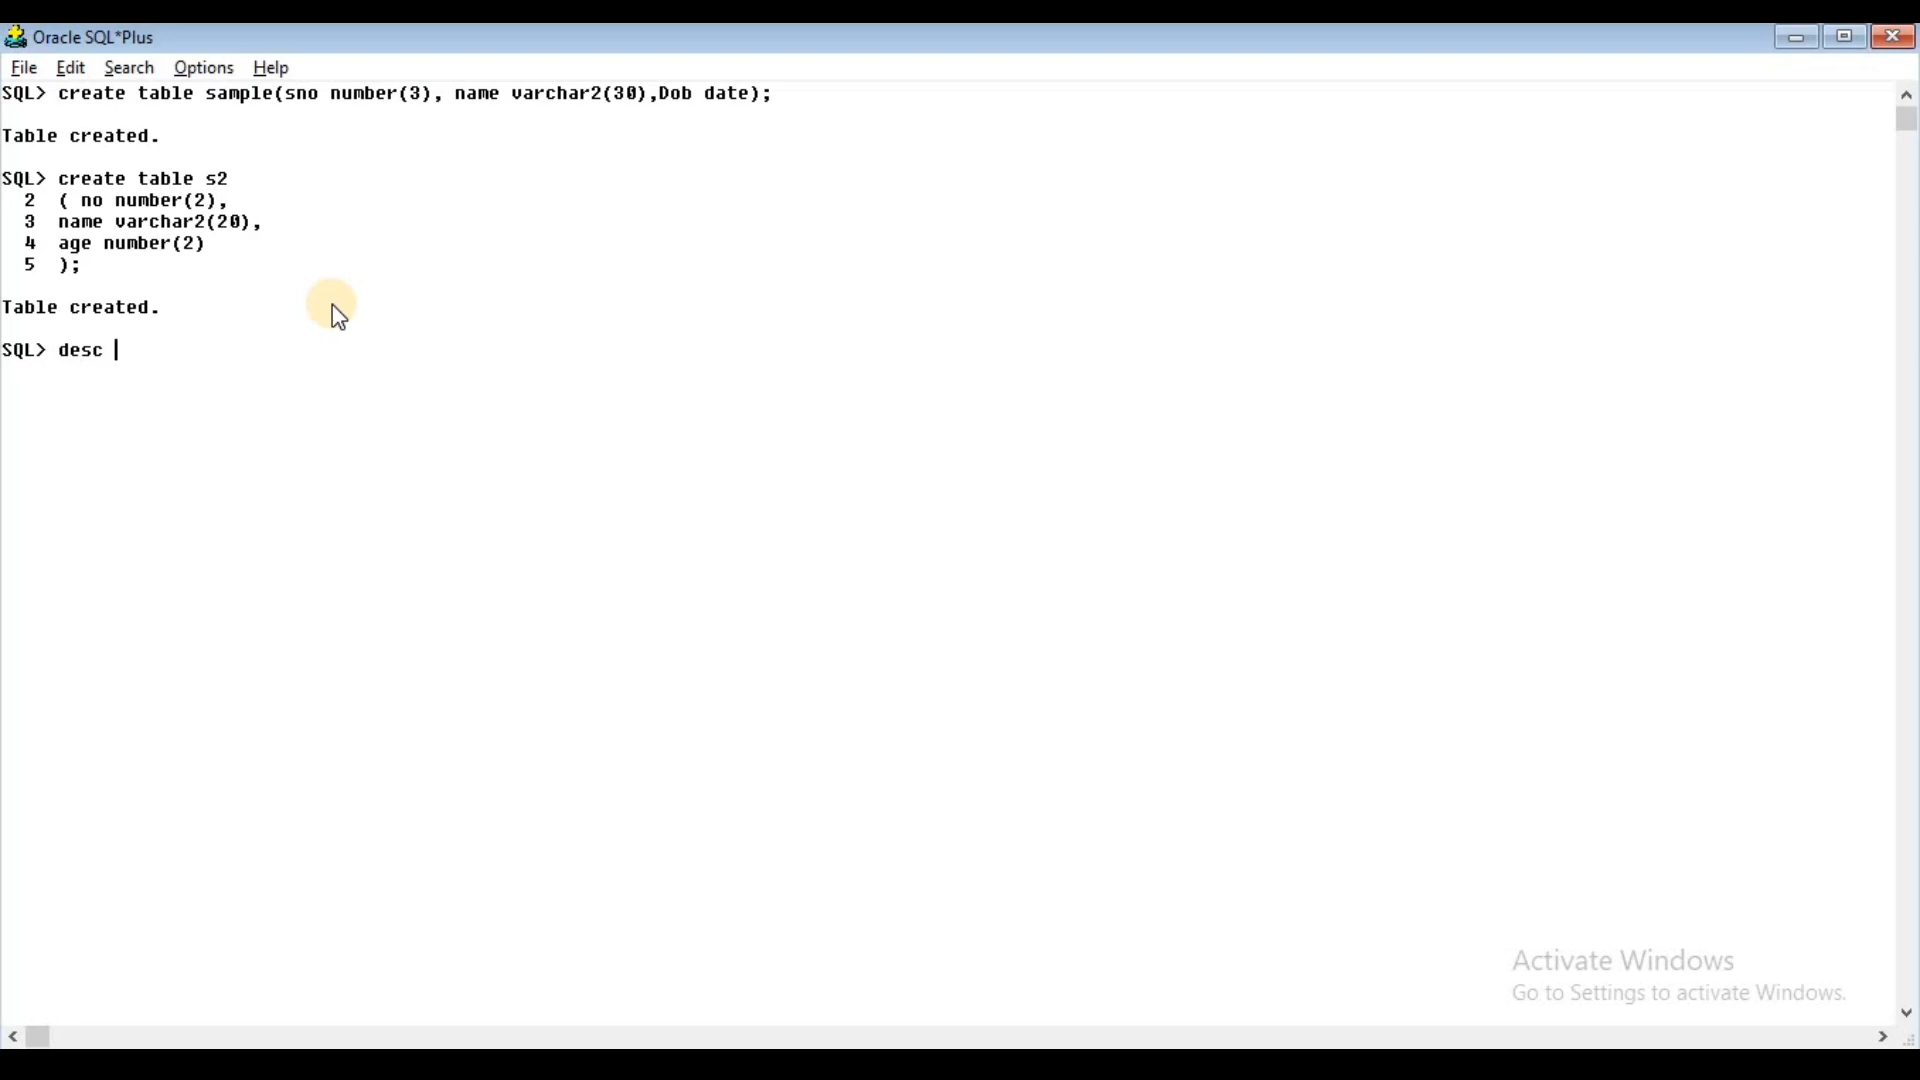 Oracle SQL*Plus
File Edit Search Options Help
SQL> create table sample(sno number(3), name varchar2(30),Dob date);
Table created.
SQL> create table s2
2 ( no number(2),
3 name varchar2(20),
4 age number(2)
5 );
Table created.
SQL> desc
Activate Windows
Go to Settings to activate Windows.